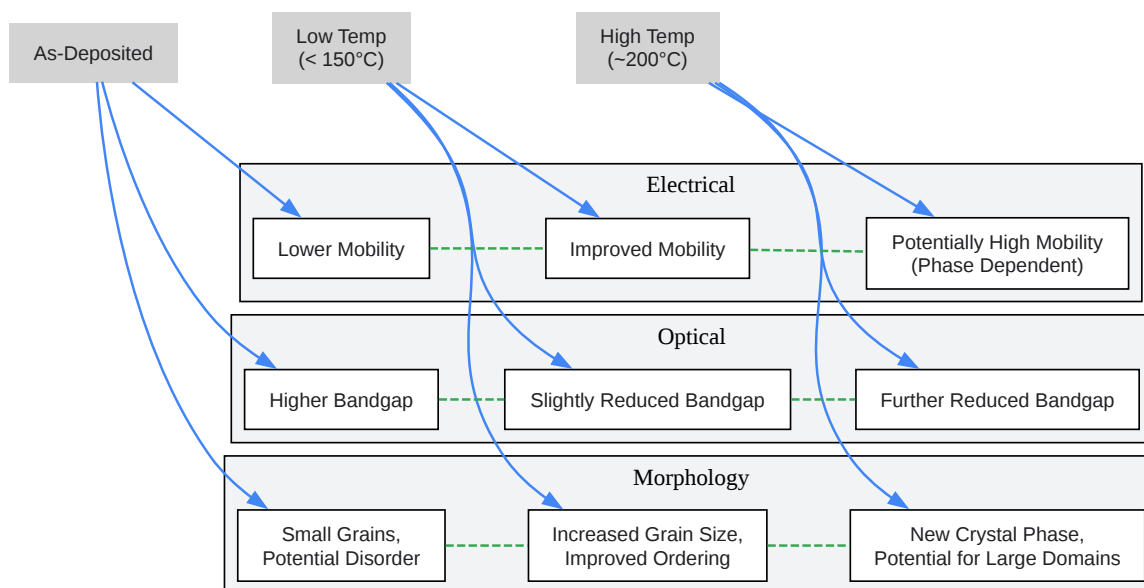 As-Deposited
Low Temp
(< 150°C)
High Temp
(~200°C)
Electrical
Lower Mobility
Improved Mobility
Potentially High Mobility
(Phase Dependent)
Optical
Higher Bandgap
Slightly Reduced Bandgap
Further Reduced Bandgap
Morphology
Small Grains,
Potential Disorder
Increased Grain Size,
Improved Ordering
New Crystal Phase,
Potential for Large Domains